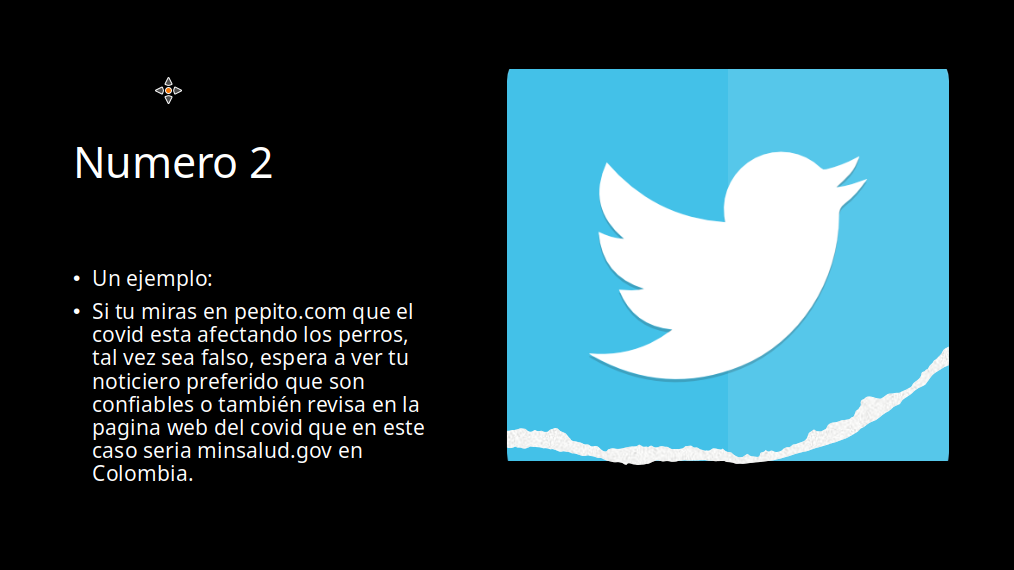 Numero 2
• Un ejemplo:
• Si tu miras en pepito.com que el
covid esta afectando los perros,
tal vez sea falso, espera a ver tu
noticiero preferido que son
confiables o también revisa en la
pagina web del covid que en este
caso seria minsalud.gov en
Colombia.